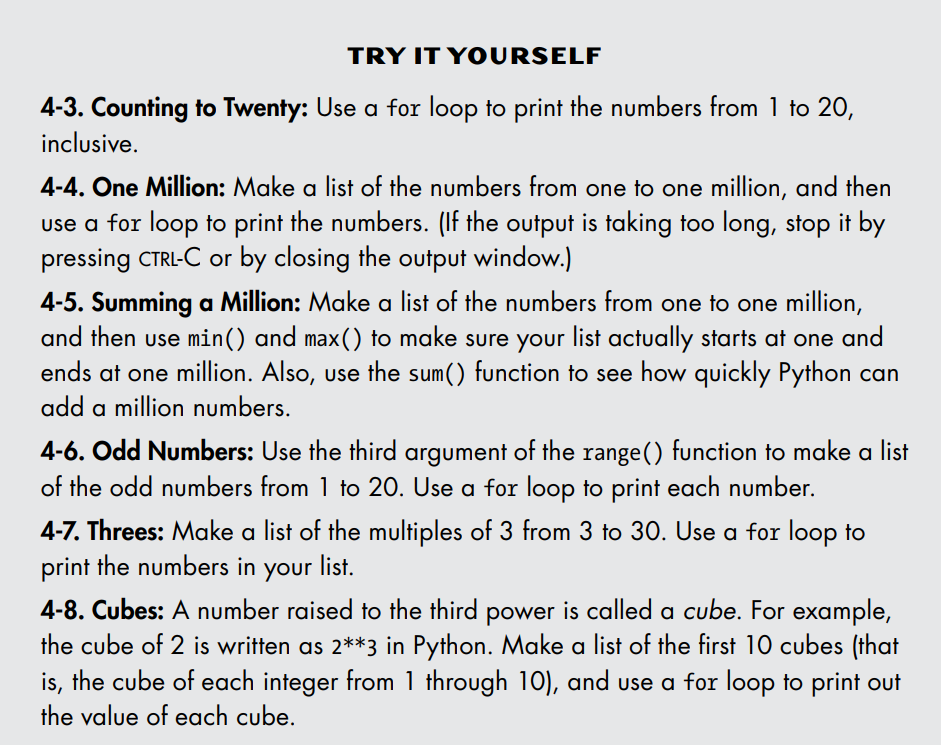 TRY IT YOURSELF
4-3. Counting to Twenty: Use a for loop to print the numbers from 1 to 20,
inclusive.
4-4. One Million: Make a list of the numbers from one to one million, and then
use a for loop to print the numbers. (If the output is taking too long, stop it by
pressing CTRL-C or by closing the output window.)
4-5. Summing a Million: Make a list of the numbers from one to one million,
and then use min() and max() to make sure your list actually starts at one and
ends at one million. Also, use the sum() function to see how quickly Python can
add a million numbers.
4-6. Odd Numbers: Use the third argument of the range() function to make a list
of the odd numbers from 1 to 20. Use a for loop to print each number.
4-7. Threes: Make a list of the multiples of 3 from 3 to 30. Use a for loop to
print the numbers in your list.
4-8. Cubes: A number raised to the third power is called a cube. For example,
the cube of 2 is written as 2**3 in Python. Make a list of the first 10 cubes (that
is, the cube of each integer from 1 through 10), and use a for loop to print out
the value of each cube.